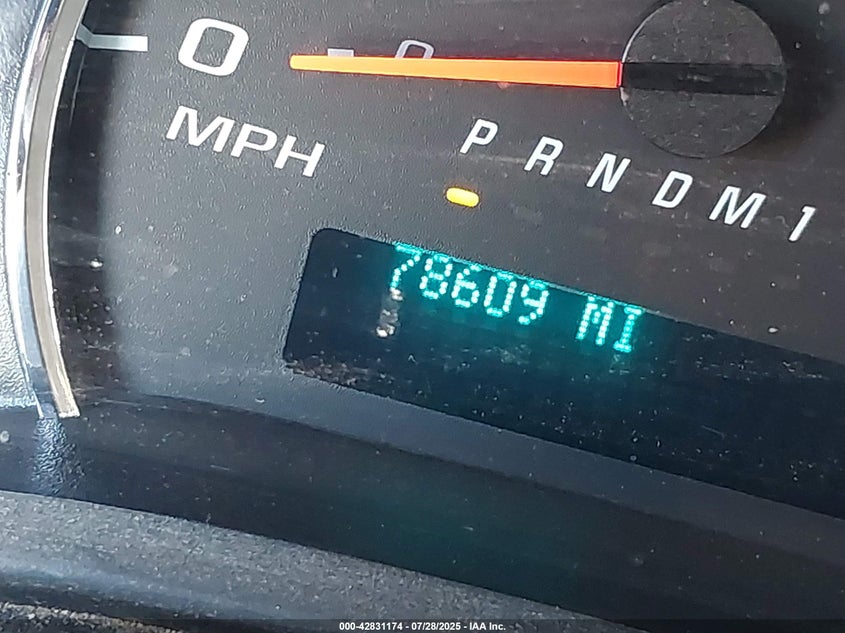 0
MPH
P R N D M 1
78609 MI
000-42831174 - 07/28/2025 - IAA Inc.